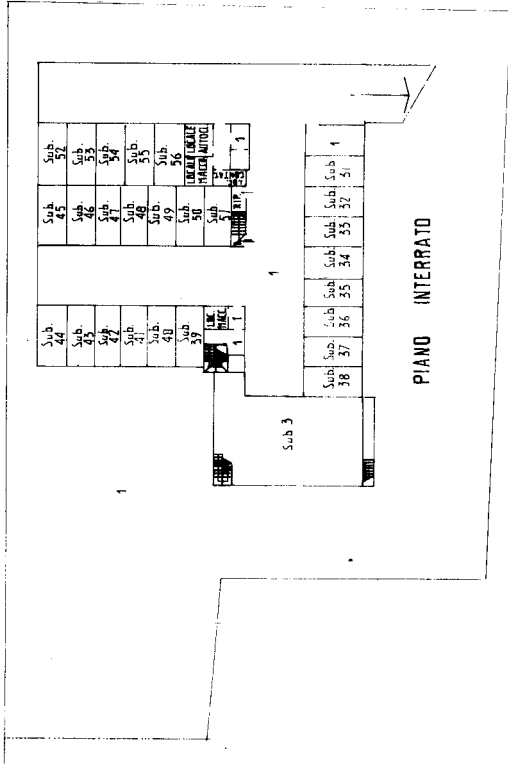 Sub.
52
Sub.
53
Sub.
54
Sub.
55
Sub.
56
LOCALE
MACC.
LOCALE
AUTOCL.
1
Sub.
45
Sub.
46
Sub.
47
Sub.
48
Sub.
49
Sub.
50
Sub.
51
RIP.
1
Sub.
31
Sub.
32
Sub.
33
Sub.
34
Sub.
35
Sub.
36
Sub.
37
Sub.
38
1
Sub.
44
Sub.
43
Sub.
42
Sub.
41
Sub.
40
Sub.
39
LOC.
MACC.
1
1
Sub 3
1
PIANO INTERRATO